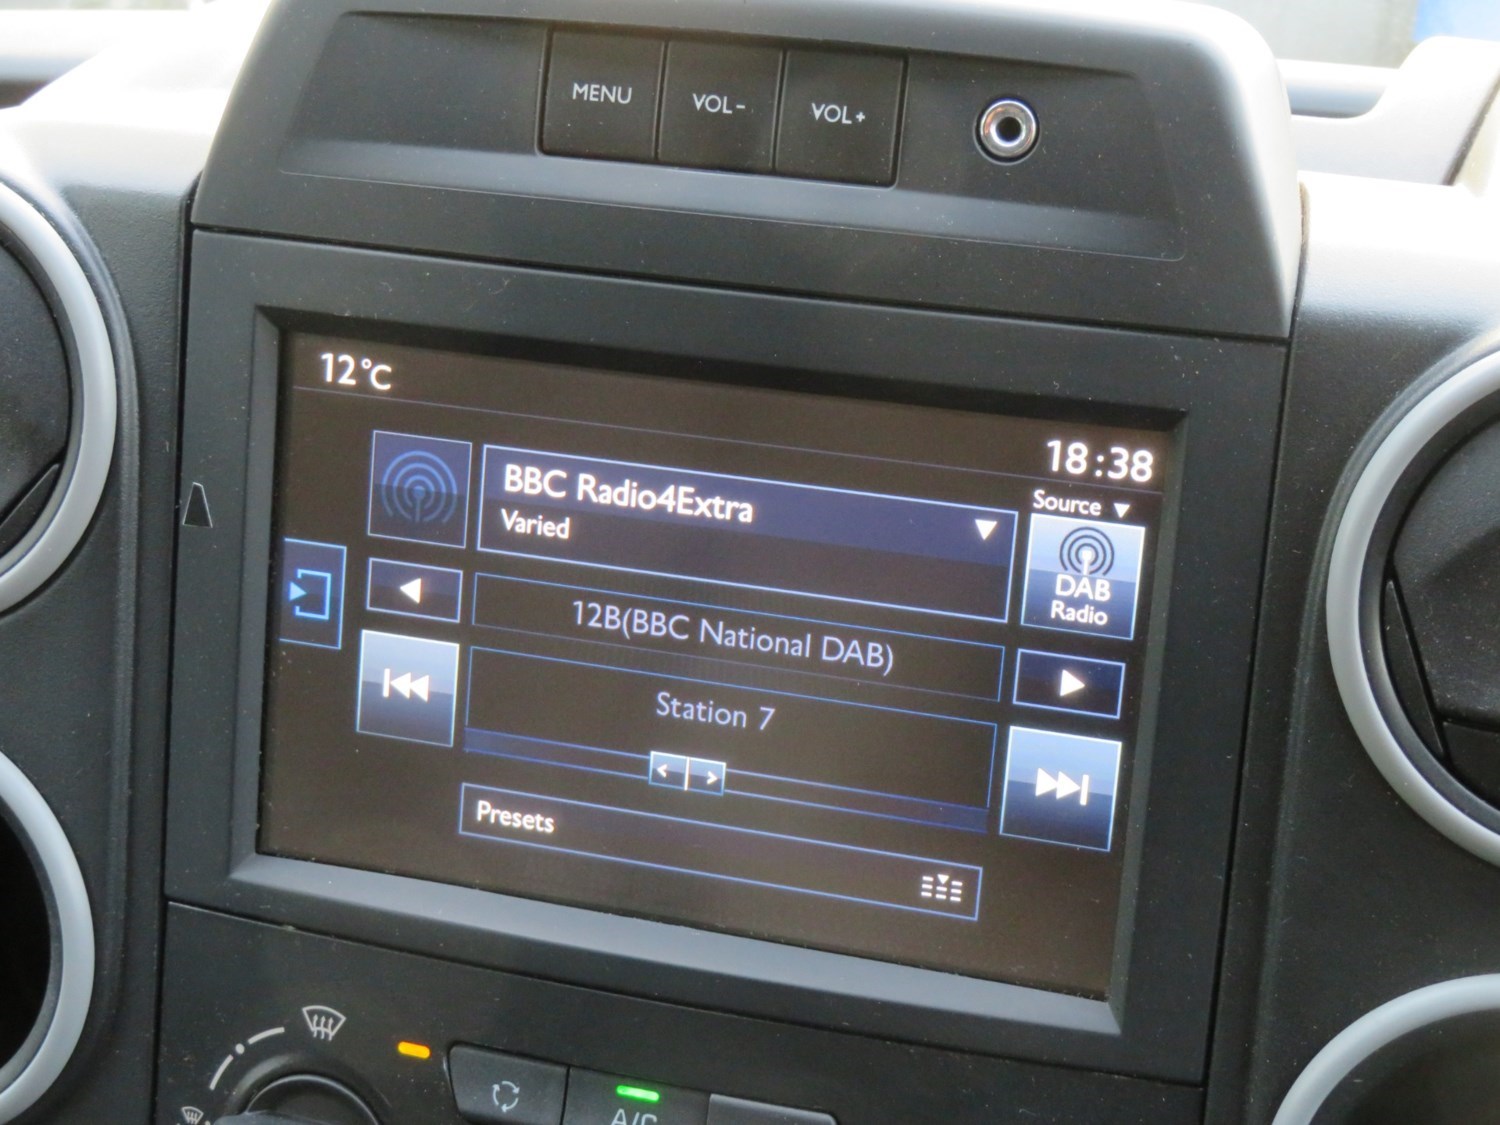 MENU
VOL-
VOL+
12°C
18:38
BBC Radio4Extra
Varied
Source
DAB
Radio
12B(BBC National DAB)
Station 7
Presets
A/C